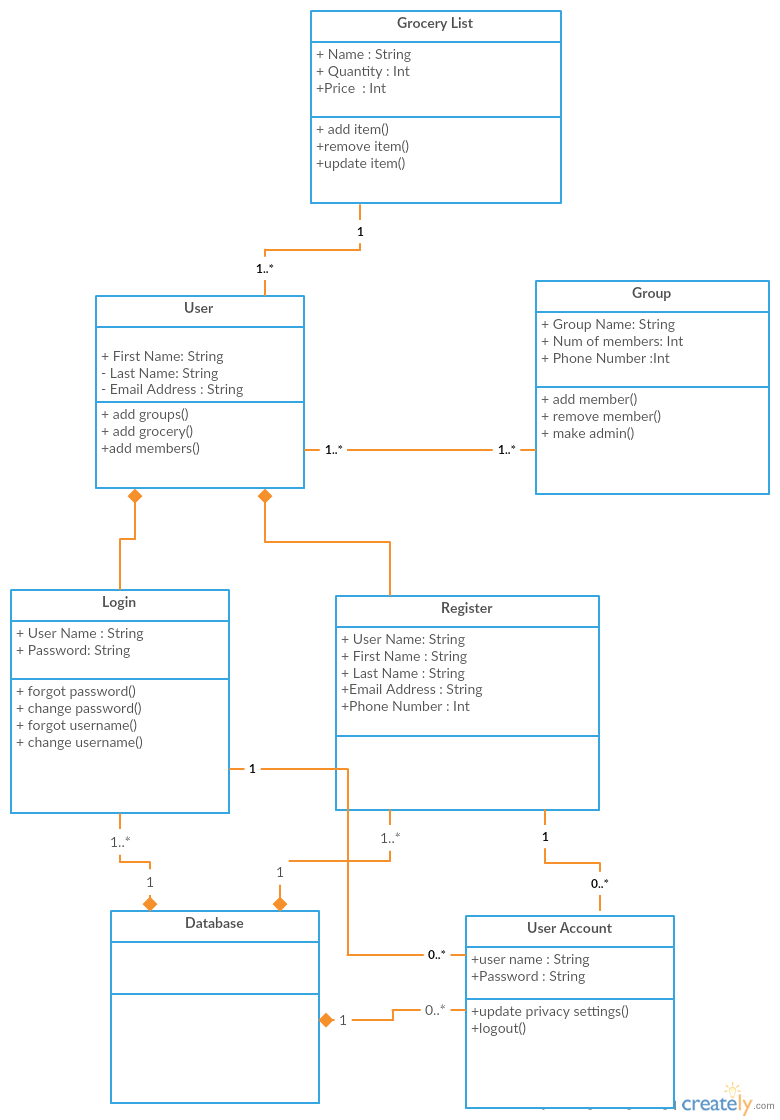 Grocery List
+ Name : String
+ Quantity : Int
+Price : Int
+ add item()
+remove item()
+update item()
1
1..*
User
+ First Name: String
- Last Name: String
- Email Address : String
+ add groups()
+ add grocery()
+add members()
1..*
1..*
Group
+ Group Name: String
+ Num of members: Int
+ Phone Number :Int
+ add member()
+ remove member()
+ make admin()
Login
+ User Name : String
+ Password: String
+ forgot password()
+ change password()
+ forgot username()
+ change username()
Register
+ User Name: String
+ First Name : String
+ Last Name : String
+Email Address : String
+Phone Number : Int
1
1..*
1
1..*
1
1
0..*
Database
User Account
+user name : String
+Password : String
+update privacy settings()
+logout()
0..*
1
0..*
creately.com